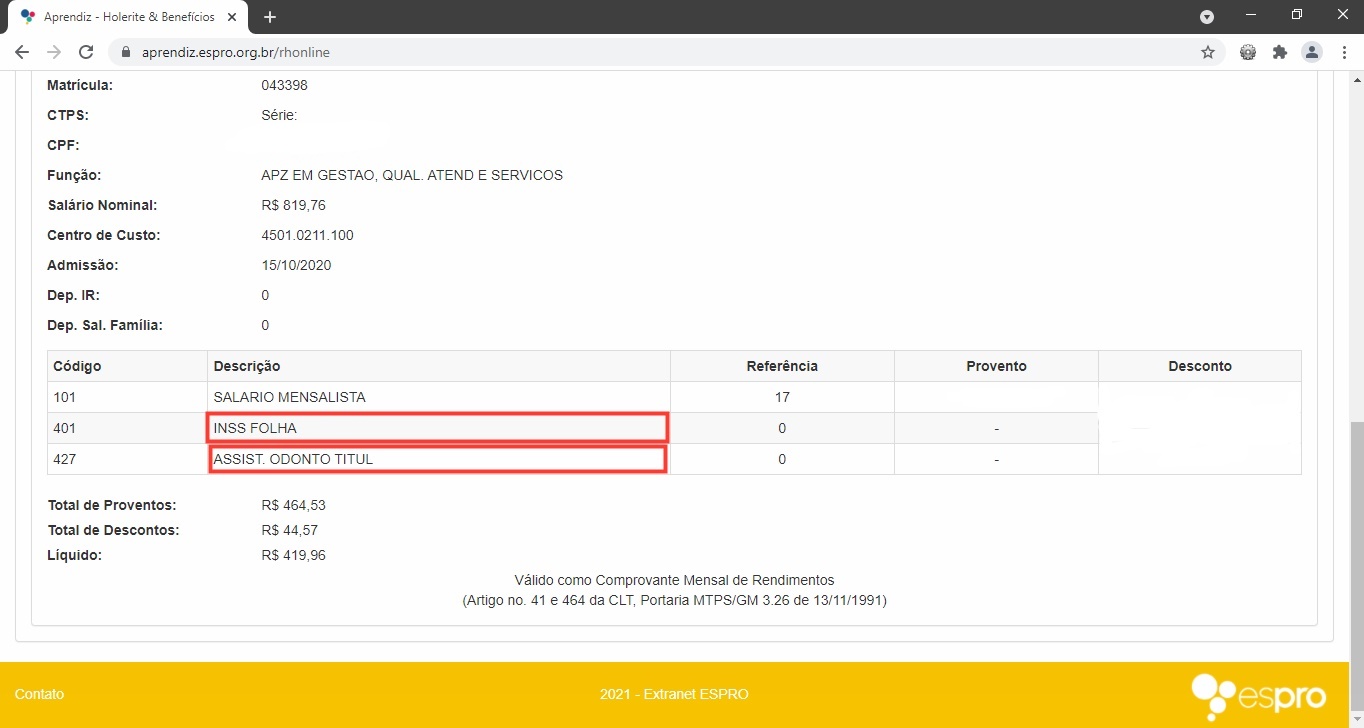 Aprendiz - Holerite & Benefícios
aprendiz.espro.org.br/rhonline
Matrícula: 043398
CTPS: Série:
CPF:
Função: APZ EM GESTAO, QUAL. ATEND E SERVICOS
Salário Nominal: R$ 819,76
Centro de Custo: 4501.0211.100
Admissão: 15/10/2020
Dep. IR: 0
Dep. Sal. Família: 0
Código Descrição Referência Provento Desconto
101 SALARIO MENSALISTA 17
401 INSS FOLHA 0 -
427 ASSIST. ODONTO TITUL 0 -
Total de Proventos: R$ 464,53
Total de Descontos: R$ 44,57
Líquido: R$ 419,96
Válido como Comprovante Mensal de Rendimentos
(Artigo no. 41 e 464 da CLT, Portaria MTPS/GM 3.26 de 13/11/1991)
Contato 2021 - Extranet ESPRO espro